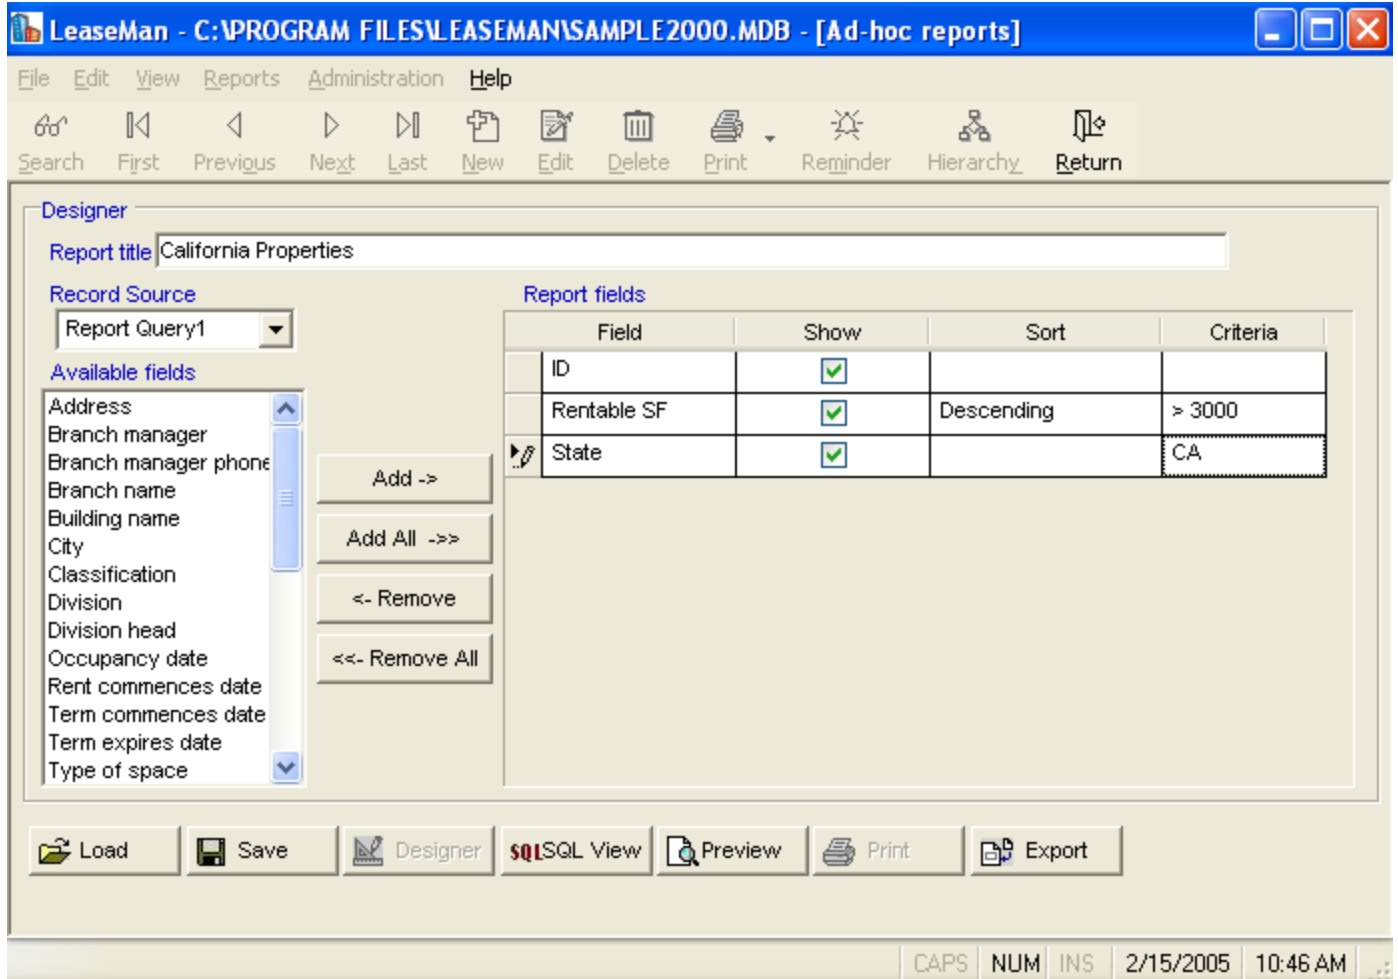 LeaseMan - C:\PROGRAM FILES\LEASEMAN\SAMPLE2000.MDB - [Ad-hoc reports]
File Edit View Reports Administration Help
Search First Previous Next Last New Edit Delete Print Reminder Hierarchy Return
Designer
Report title California Properties
Record Source Report fields
Report Query1 Field Show Sort Criteria
Available fields ID
Address Rentable SF Descending > 3000
Branch manager
Branch manager phone State CA
Add ->
Branch name
Building name
City Add All ->>
Classification
Division <- Remove
Division head
Occupancy date <<- Remove All
Rent commences date
Term commences date
Term expires date
Type of space
Load Save Designer SQL SQL View Preview Print Export
CAPS NUM INS 2/15/2005 10:46 AM